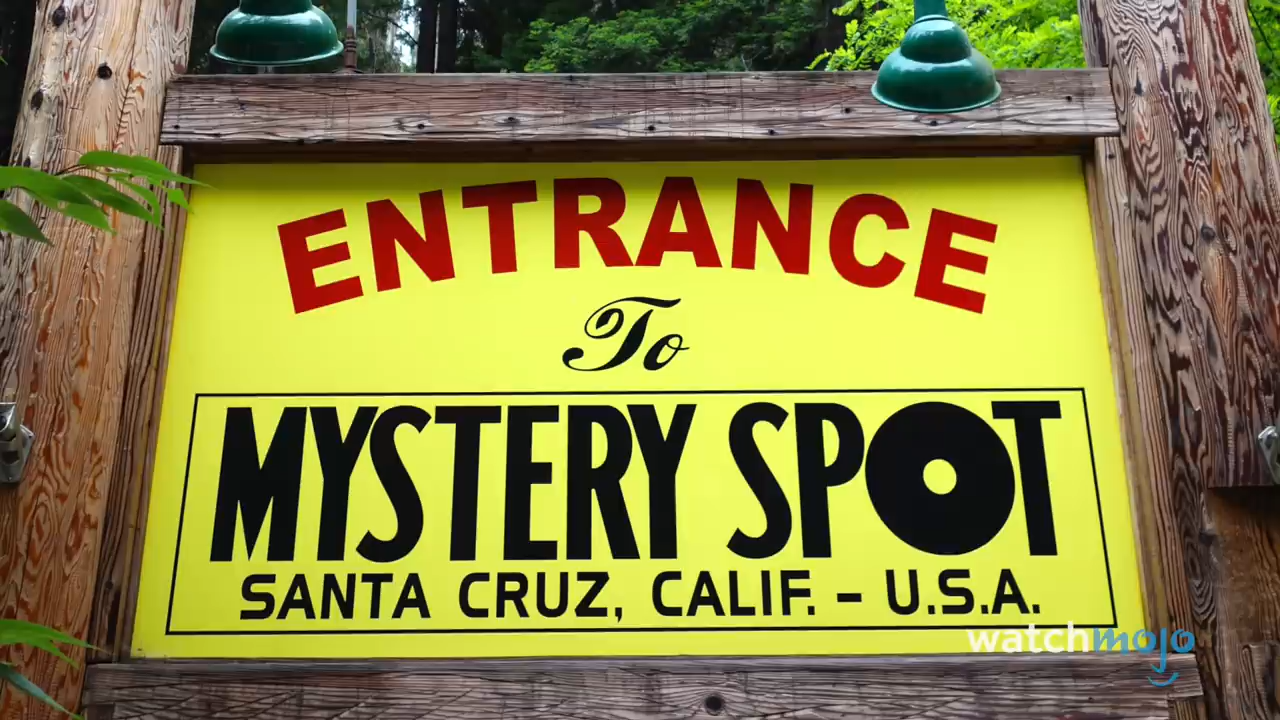 ENTRANCE
To
MYSTERY SPOT
SANTA CRUZ, CALIF. – U.S.A.
watchmojo